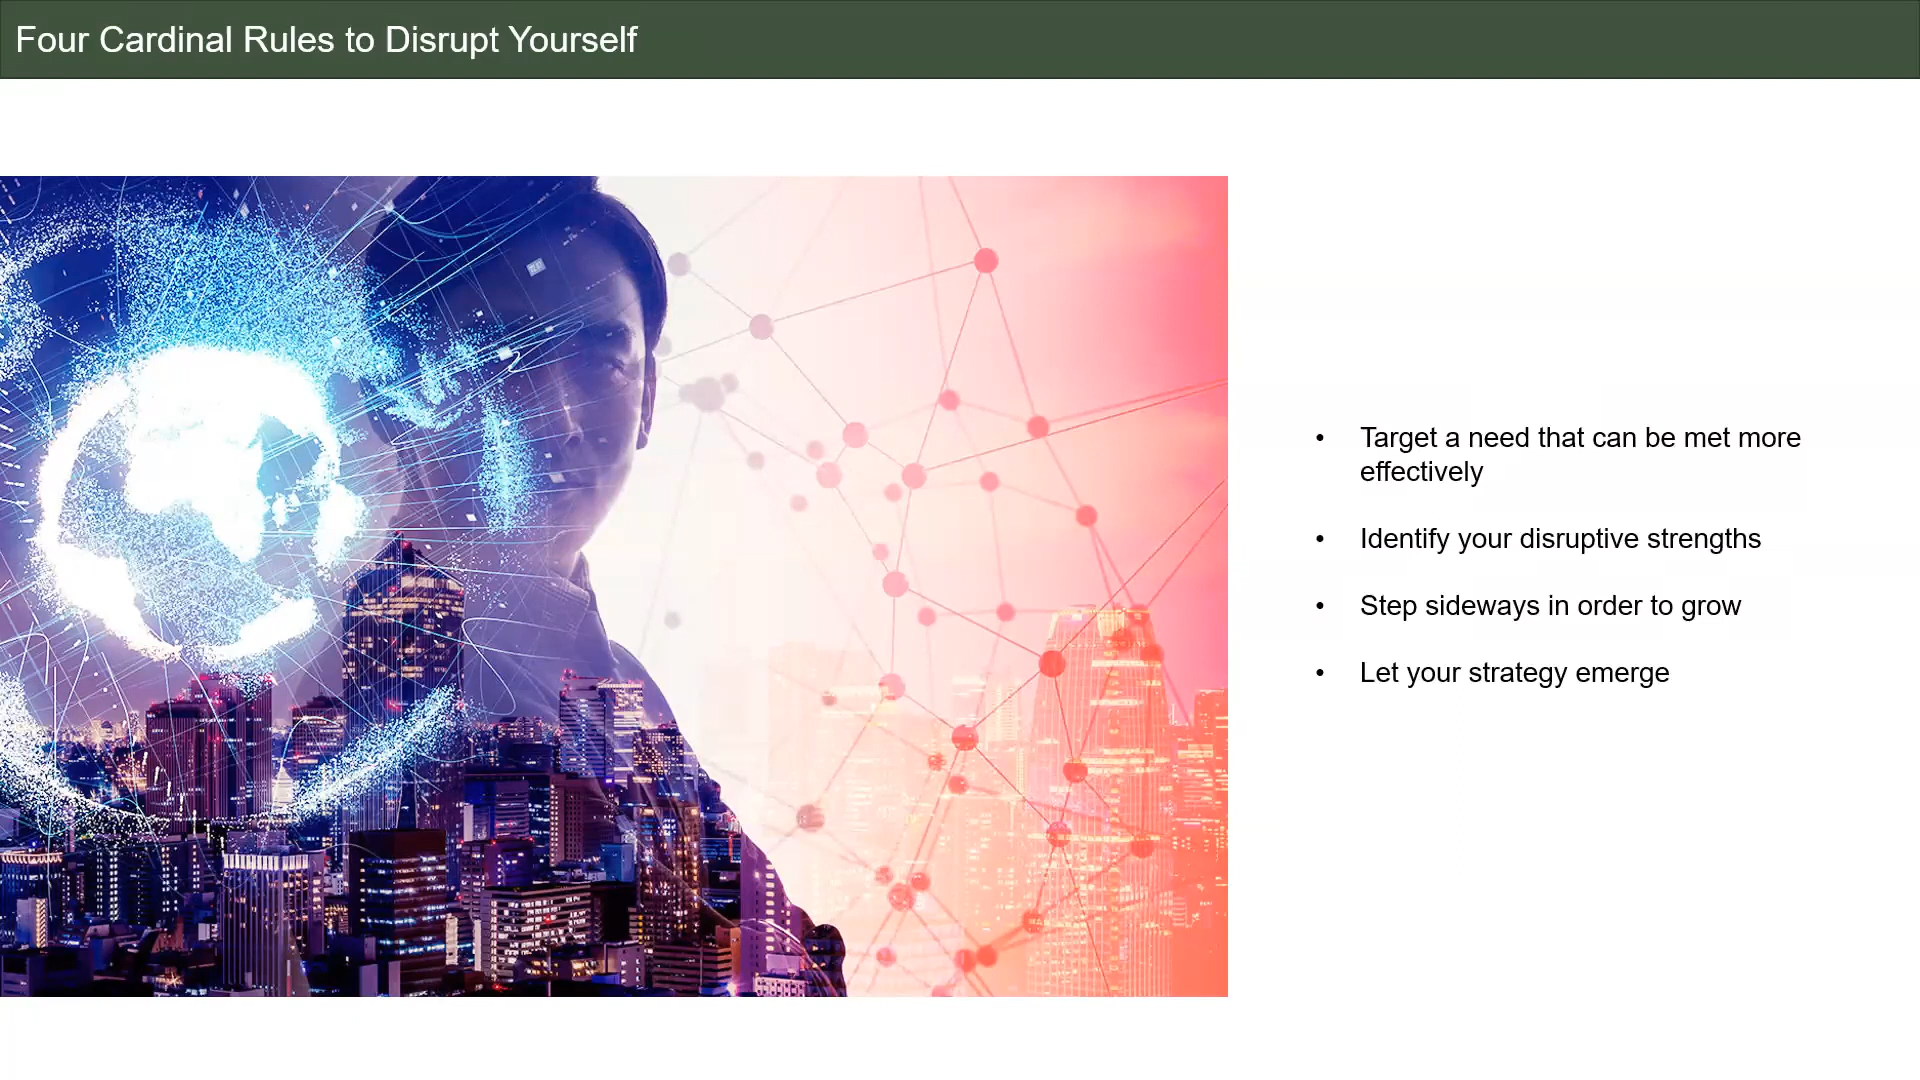 Four Cardinal Rules to Disrupt Yourself
• Target a need that can be met more
effectively
• Identify your disruptive strengths
• Step sideways in order to grow
• Let your strategy emerge